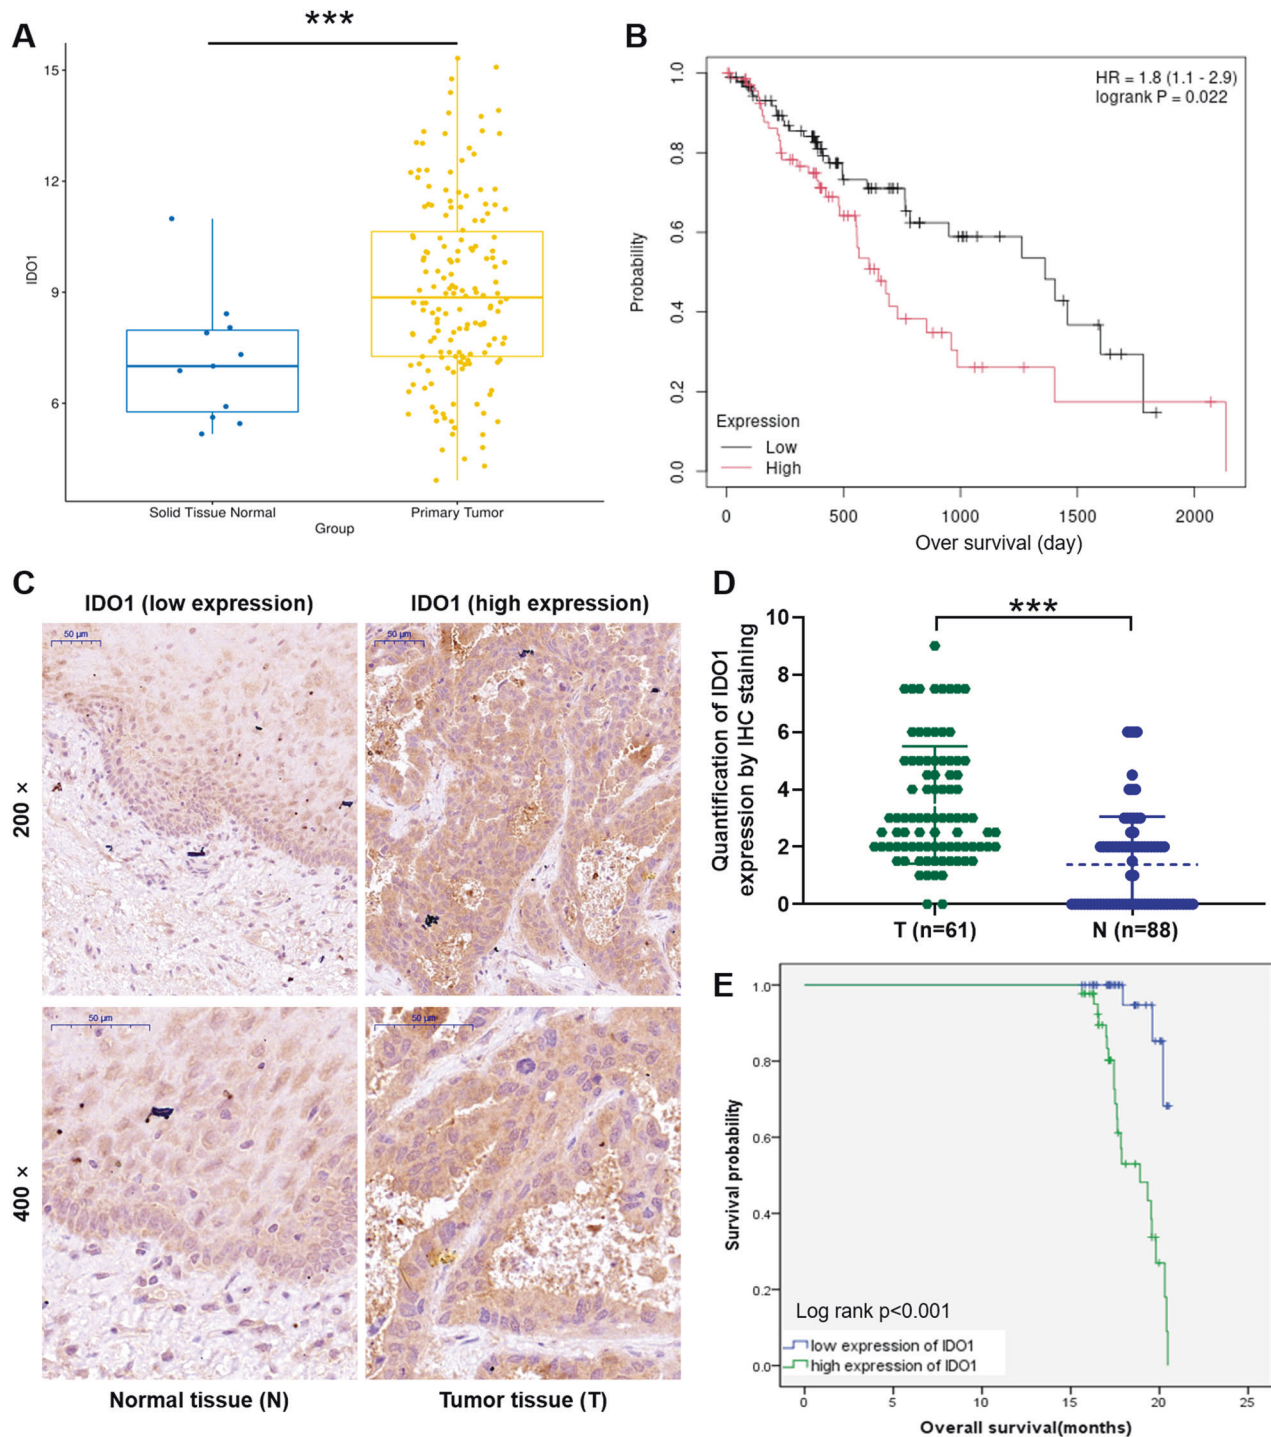 A
***
15
12
9
6
IDO1
Solid Tissue Normal
Primary Tumor
Group
B
HR = 1.8 (1.1 - 2.9)
logrank P = 0.022
1.0
0.8
0.6
0.4
0.2
0.0
Probability
Expression
Low
High
0
500
1000
1500
2000
Over survival (day)
C
IDO1 (low expression)
IDO1 (high expression)
50 µm
50 µm
200 ×
50 µm
50 µm
400 ×
Normal tissue (N)
Tumor tissue (T)
D
***
Quantification of IDO1
expression by IHC staining
10
8
6
4
2
0
T (n=61)
N (n=88)
E
1.0
0.8
0.6
0.4
0.2
0.0
Survival probability
Log rank p<0.001
low expression of IDO1
high expression of IDO1
0
5
10
15
20
25
Overall survival(months)